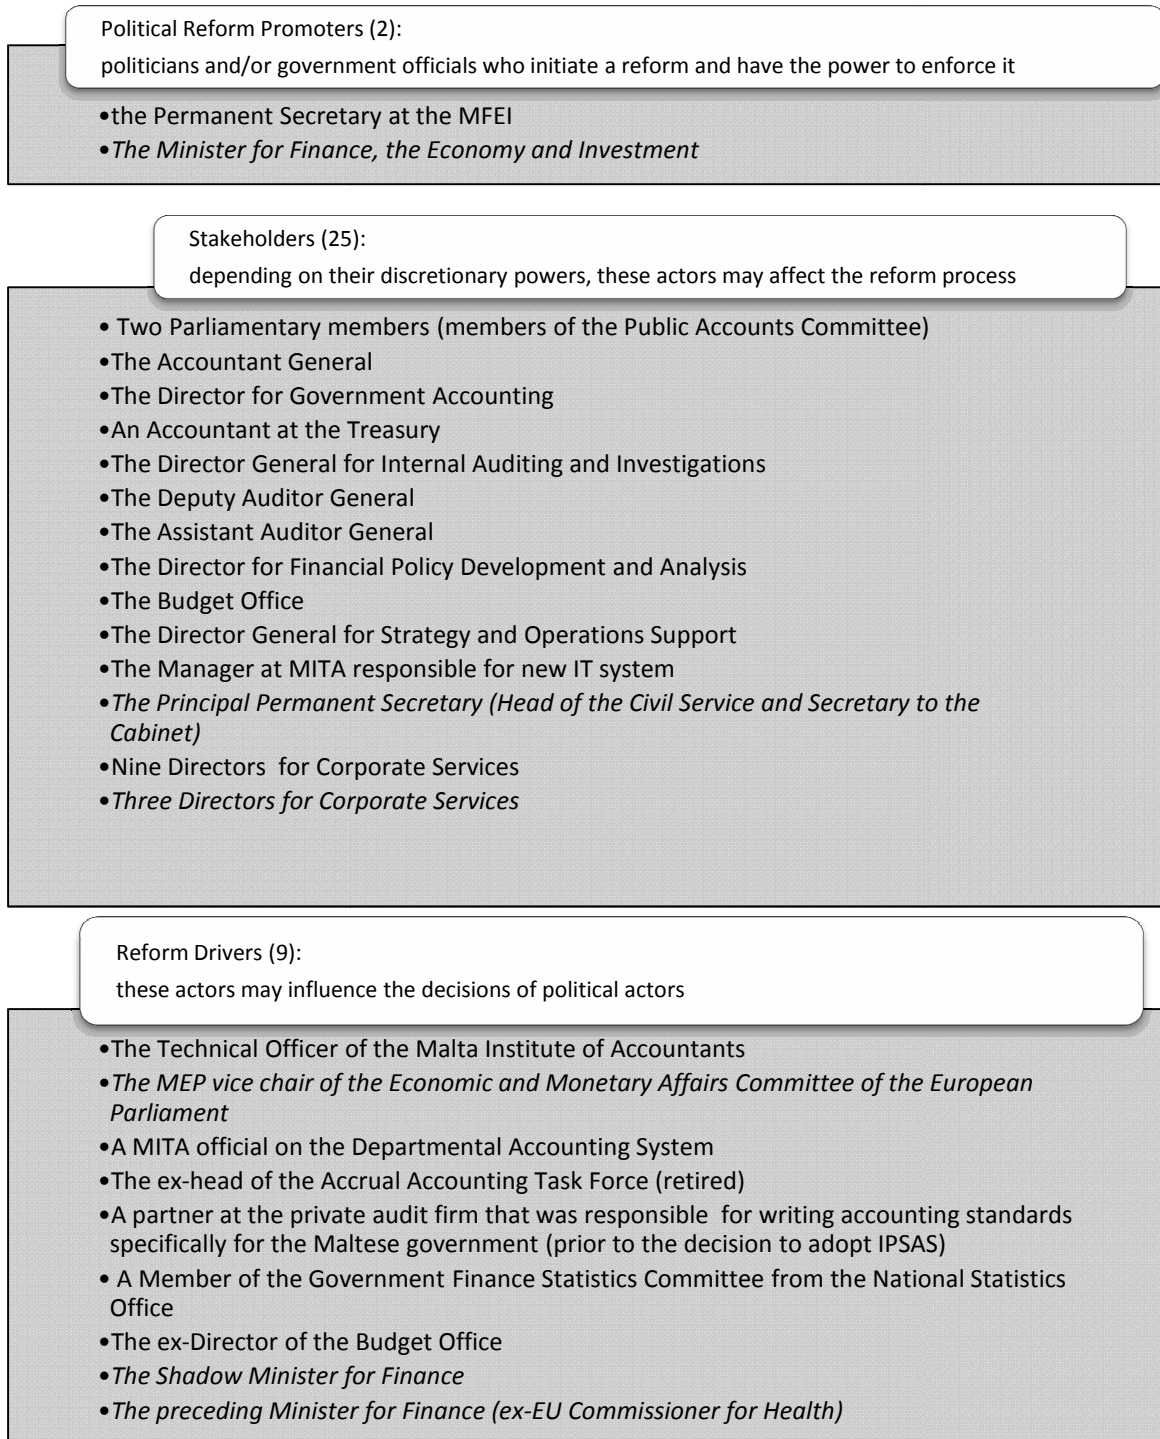 Political Reform Promoters (2):
politicians and/or government officials who initiate a reform and have the power to enforce it
•the Permanent Secretary at the MFEI
•The Minister for Finance, the Economy and Investment
Stakeholders (25):
depending on their discretionary powers, these actors may affect the reform process
• Two Parliamentary members (members of the Public Accounts Committee)
•The Accountant General
•The Director for Government Accounting
•An Accountant at the Treasury
•The Director General for Internal Auditing and Investigations
•The Deputy Auditor General
•The Assistant Auditor General
•The Director for Financial Policy Development and Analysis
•The Budget Office
•The Director General for Strategy and Operations Support
•The Manager at MITA responsible for new IT system
•The Principal Permanent Secretary (Head of the Civil Service and Secretary to the
Cabinet)
•Nine Directors for Corporate Services
•Three Directors for Corporate Services
Reform Drivers (9):
these actors may influence the decisions of political actors
•The Technical Officer of the Malta Institute of Accountants
•The MEP vice chair of the Economic and Monetary Affairs Committee of the European
Parliament
•A MITA official on the Departmental Accounting System
•The ex-head of the Accrual Accounting Task Force (retired)
•A partner at the private audit firm that was responsible for writing accounting standards
specifically for the Maltese government (prior to the decision to adopt IPSAS)
• A Member of the Government Finance Statistics Committee from the National Statistics
Office
•The ex-Director of the Budget Office
•The Shadow Minister for Finance
•The preceding Minister for Finance (ex-EU Commissioner for Health)